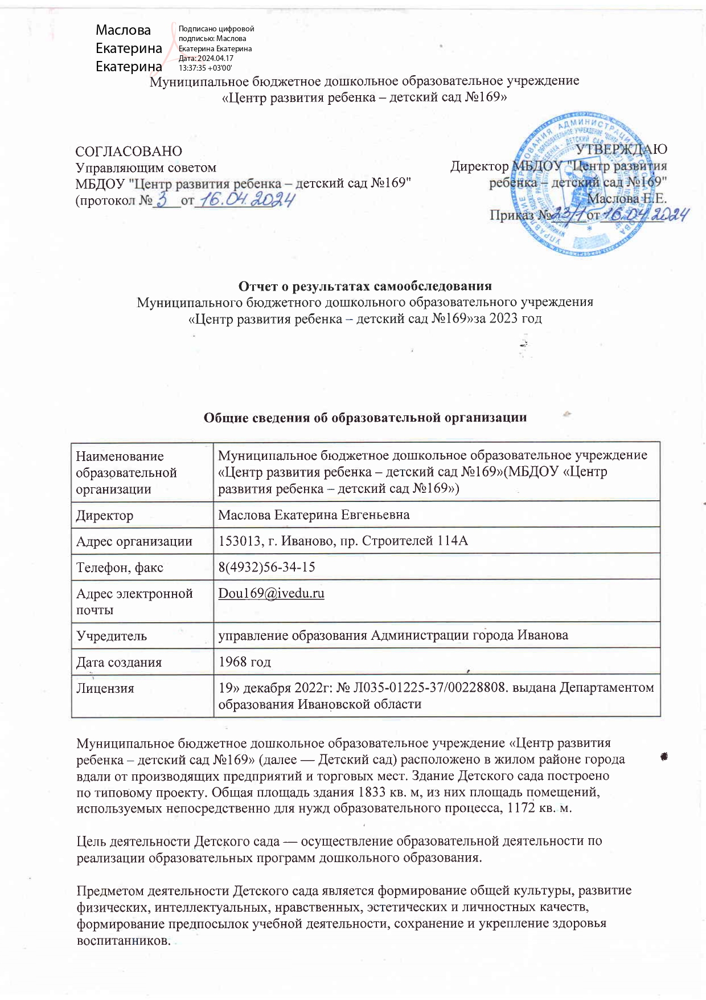 Маслова
Екатерина
Екатерина
Подписано цифровой
подписью: Маслова
Екатерина Екатерина
Дата: 2024.04.17
13:37:35 +03'00'
Муниципальное бюджетное дошкольное образовательное учреждение
«Центр развития ребенка – детский сад №169»
СОГЛАСОВАНО
Управляющим советом
МБДОУ "Центр развития ребенка – детский сад №169"
(протокол № 3 от 16.04.2024
УТВЕРЖДАЮ
Директор МБДОУ "Центр развития
ребенка – детский сад №169"
Маслова Е.Е.
Приказ № 23/1 от 16.04.2024
Отчет о результатах самообследования
Муниципального бюджетного дошкольного образовательного учреждения
«Центр развития ребенка – детский сад №169»за 2023 год
Общие сведения об образовательной организации
Наименование
образовательной
организации
Муниципальное бюджетное дошкольное образовательное учреждение
«Центр развития ребенка – детский сад №169»(МБДОУ «Центр
развития ребенка – детский сад №169»)
Директор
Маслова Екатерина Евгеньевна
Адрес организации
153013, г. Иваново, пр. Строителей 114А
Телефон, факс
8(4932)56-34-15
Адрес электронной
почты
Dou169@ivedu.ru
Учредитель
управление образования Администрации города Иванова
Дата создания
1968 год
Лицензия
19» декабря 2022г: № Л035-01225-37/00228808. выдана Департаментом
образования Ивановской области
Муниципальное бюджетное дошкольное образовательное учреждение «Центр развития
ребенка – детский сад №169» (далее — Детский сад) расположено в жилом районе города
вдали от производящих предприятий и торговых мест. Здание Детского сада построено
по типовому проекту. Общая площадь здания 1833 кв. м, из них площадь помещений,
используемых непосредственно для нужд образовательного процесса, 1172 кв. м.
Цель деятельности Детского сада — осуществление образовательной деятельности по
реализации образовательных программ дошкольного образования.
Предметом деятельности Детского сада является формирование общей культуры, развитие
физических, интеллектуальных, нравственных, эстетических и личностных качеств,
формирование предпосылок учебной деятельности, сохранение и укрепление здоровья
воспитанников.